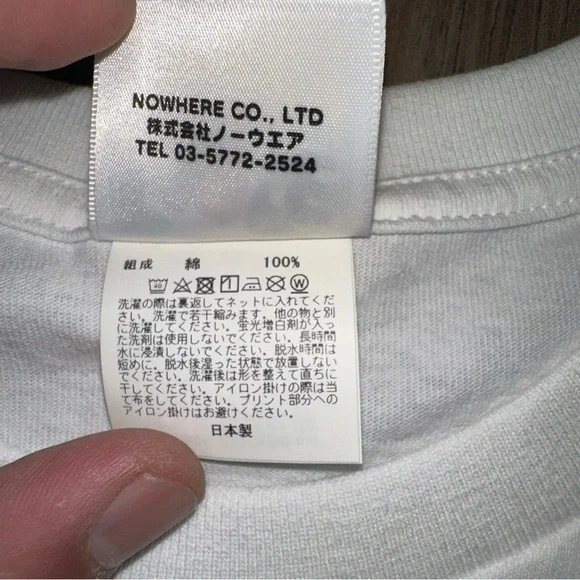 NOWHERE CO., LTD
株式会社ノーウエア
TEL 03-5772-2524
組成 綿 100%
40
洗濯の際は裏返してネットに入れてくだ
さい。洗濯で若干縮みます。他の物と別
に洗濯してください。蛍光増白剤が入っ
た洗剤は使用しないでください。長時間
水に浸漬しないでください。脱水時間は
短めに。脱水後湿った状態で放置しない
でください。洗濯後は形を整えて直ちに
干してください。アイロン掛けの際は当
て布をしてください。プリント部分への
アイロン掛けはお避けください。
日本製